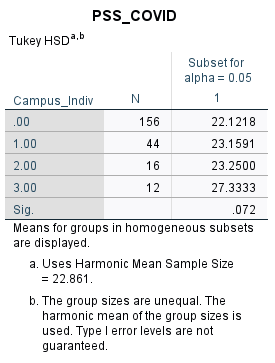 PSS_COVID
Tukey HSDa,b
Subset for
alpha = 0.05
Campus_Indiv N 1
.00 156 22.1218
1.00 44 23.1591
2.00 16 23.2500
3.00 12 27.3333
Sig. .072
Means for groups in homogeneous subsets
are displayed.
a. Uses Harmonic Mean Sample Size
= 22.861.
b. The group sizes are unequal. The
harmonic mean of the group sizes is
used. Type I error levels are not
guaranteed.